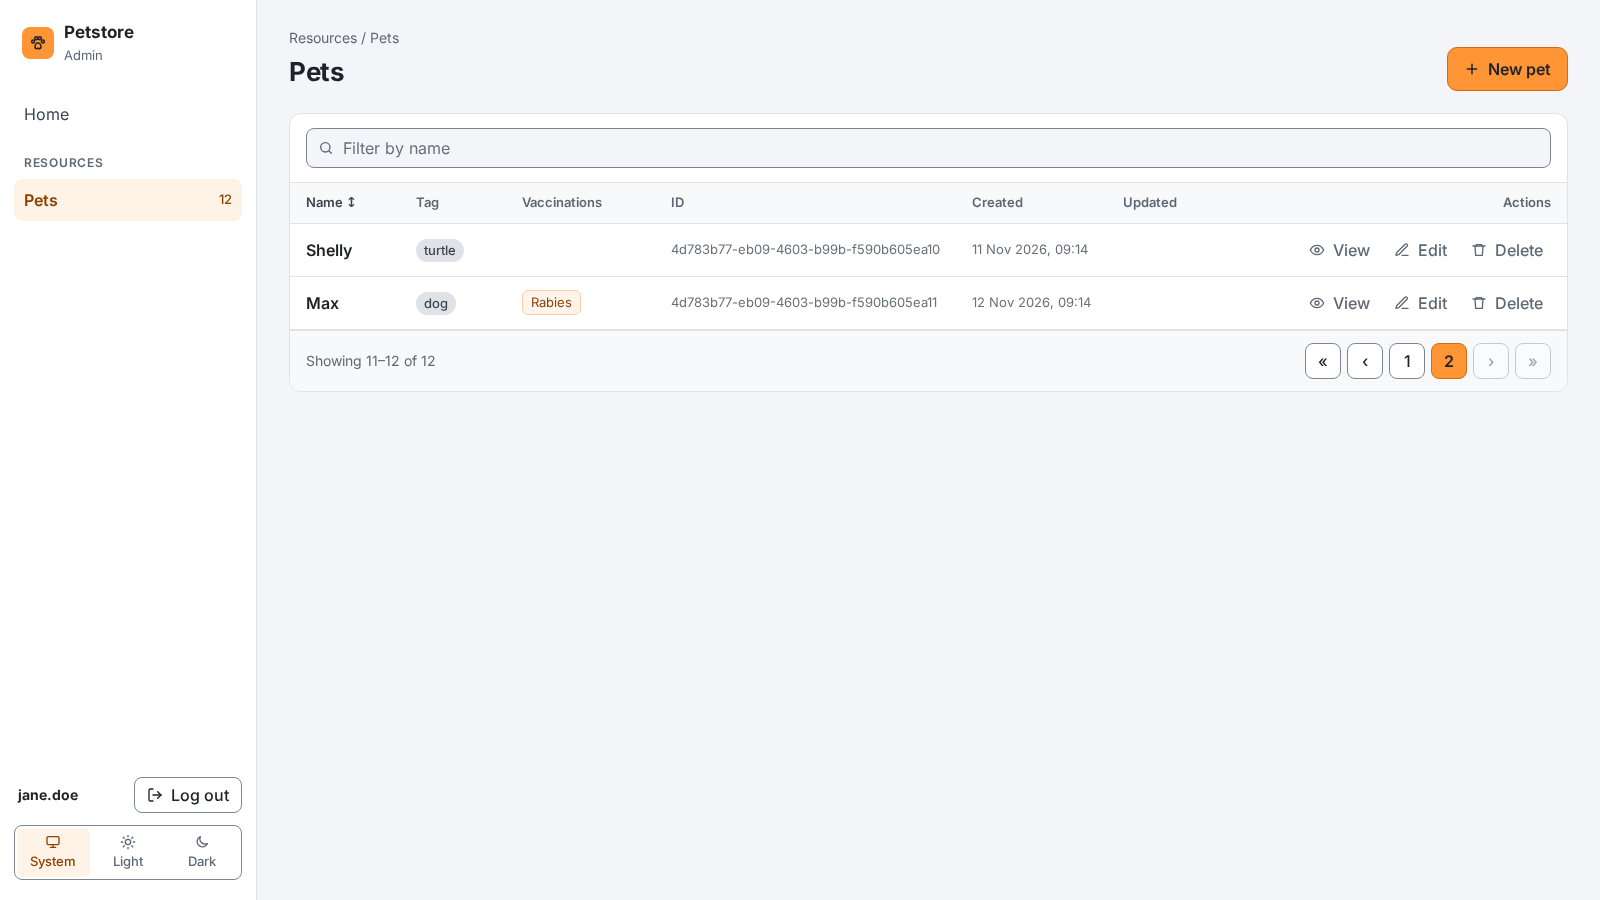 Petstore
Admin
Home
RESOURCES
Pets 12
jane.doe
Log out
System Light Dark
Resources / Pets
Pets
New pet
Filter by name
Name Tag Vaccinations ID Created Updated Actions
Shelly turtle 4d783b77-eb09-4603-b99b-f590b605ea10 11 Nov 2026, 09:14 View Edit Delete
Max dog Rabies 4d783b77-eb09-4603-b99b-f590b605ea11 12 Nov 2026, 09:14 View Edit Delete
Showing 11–12 of 12
« ‹ 1 2 › »